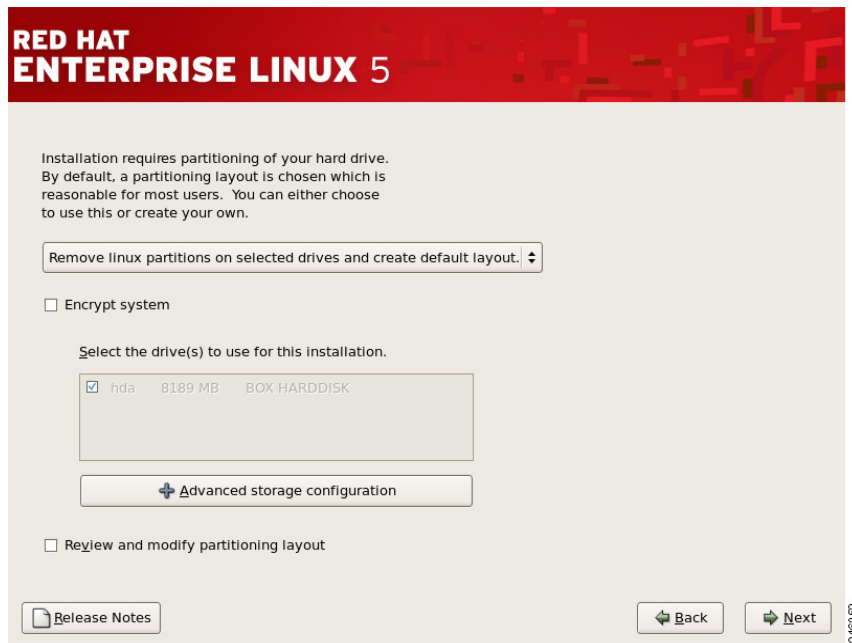 RED HAT
ENTERPRISE LINUX 5
Installation requires partitioning of your hard drive.
By default, a partitioning layout is chosen which is
reasonable for most users. You can either choose
to use this or create your own.
Remove linux partitions on selected drives and create default layout.
Encrypt system
Select the drive(s) to use for this installation.
hda 8189 MB BOX HARDDISK
Advanced storage configuration
Review and modify partitioning layout
Release Notes
Back
Next